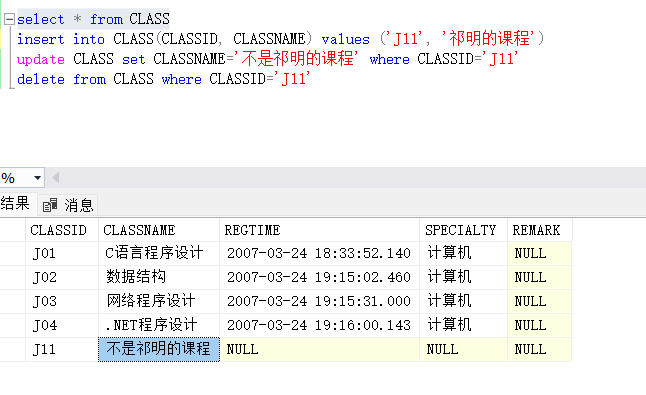 select * from CLASS
insert into CLASS(CLASSID, CLASSNAME) values ('J11', '祁明的课程')
update CLASS set CLASSNAME='不是祁明的课程' where CLASSID='J11'
delete from CLASS where CLASSID='J11'
%
结果 消息
CLASSID CLASSNAME REGTIME SPECIALTY REMARK
J01 C语言程序设计 2007-03-24 18:33:52.140 计算机 NULL
J02 数据结构 2007-03-24 19:15:02.460 计算机 NULL
J03 网络程序设计 2007-03-24 19:15:31.000 计算机 NULL
J04 .NET程序设计 2007-03-24 19:16:00.143 计算机 NULL
J11 不是祁明的课程 NULL NULL NULL